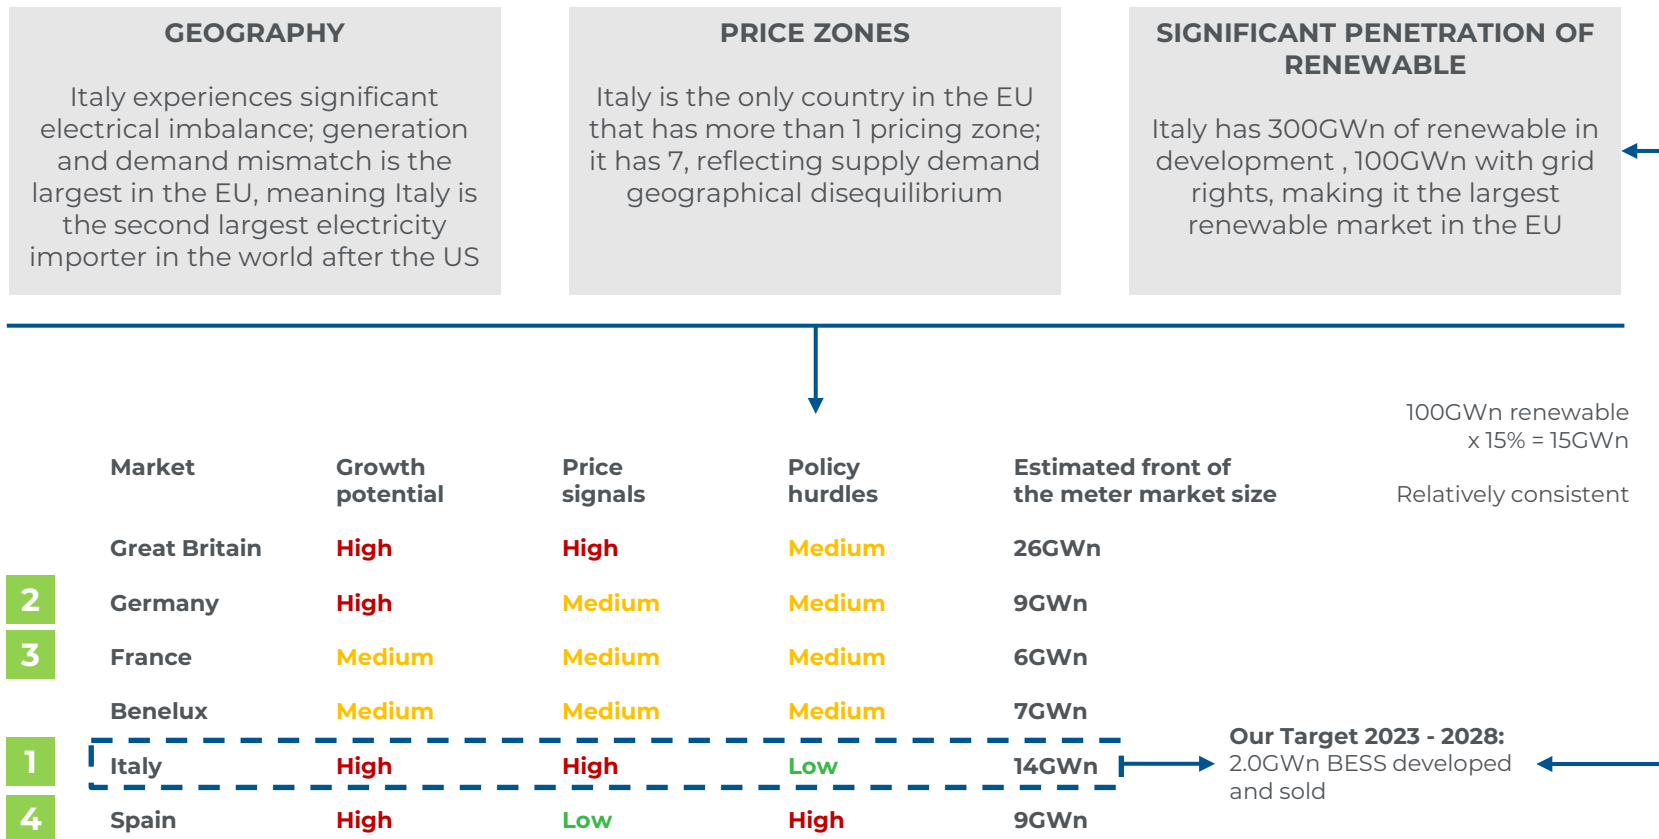 GEOGRAPHY
Italy experiences significant
electrical imbalance; generation
and demand mismatch is the
largest in the EU, meaning Italy is
the second largest electricity
importer in the world after the US
PRICE ZONES
Italy is the only country in the EU
that has more than 1 pricing zone;
it has 7, reflecting supply demand
geographical disequilibrium
SIGNIFICANT PENETRATION OF
RENEWABLE
Italy has 300GWn of renewable in
development , 100GWn with grid
rights, making it the largest
renewable market in the EU
100GWn renewable
x 15% = 15GWn
Relatively consistent
Market Growth potential Price signals Policy hurdles Estimated front of the meter market size
Great Britain High High Medium 26GWn
2 Germany High Medium Medium 9GWn
3 France Medium Medium Medium 6GWn
Benelux Medium Medium Medium 7GWn
1 Italy High High Low 14GWn
Our Target 2023 - 2028:
2.0GWn BESS developed
and sold
4 Spain High Low High 9GWn